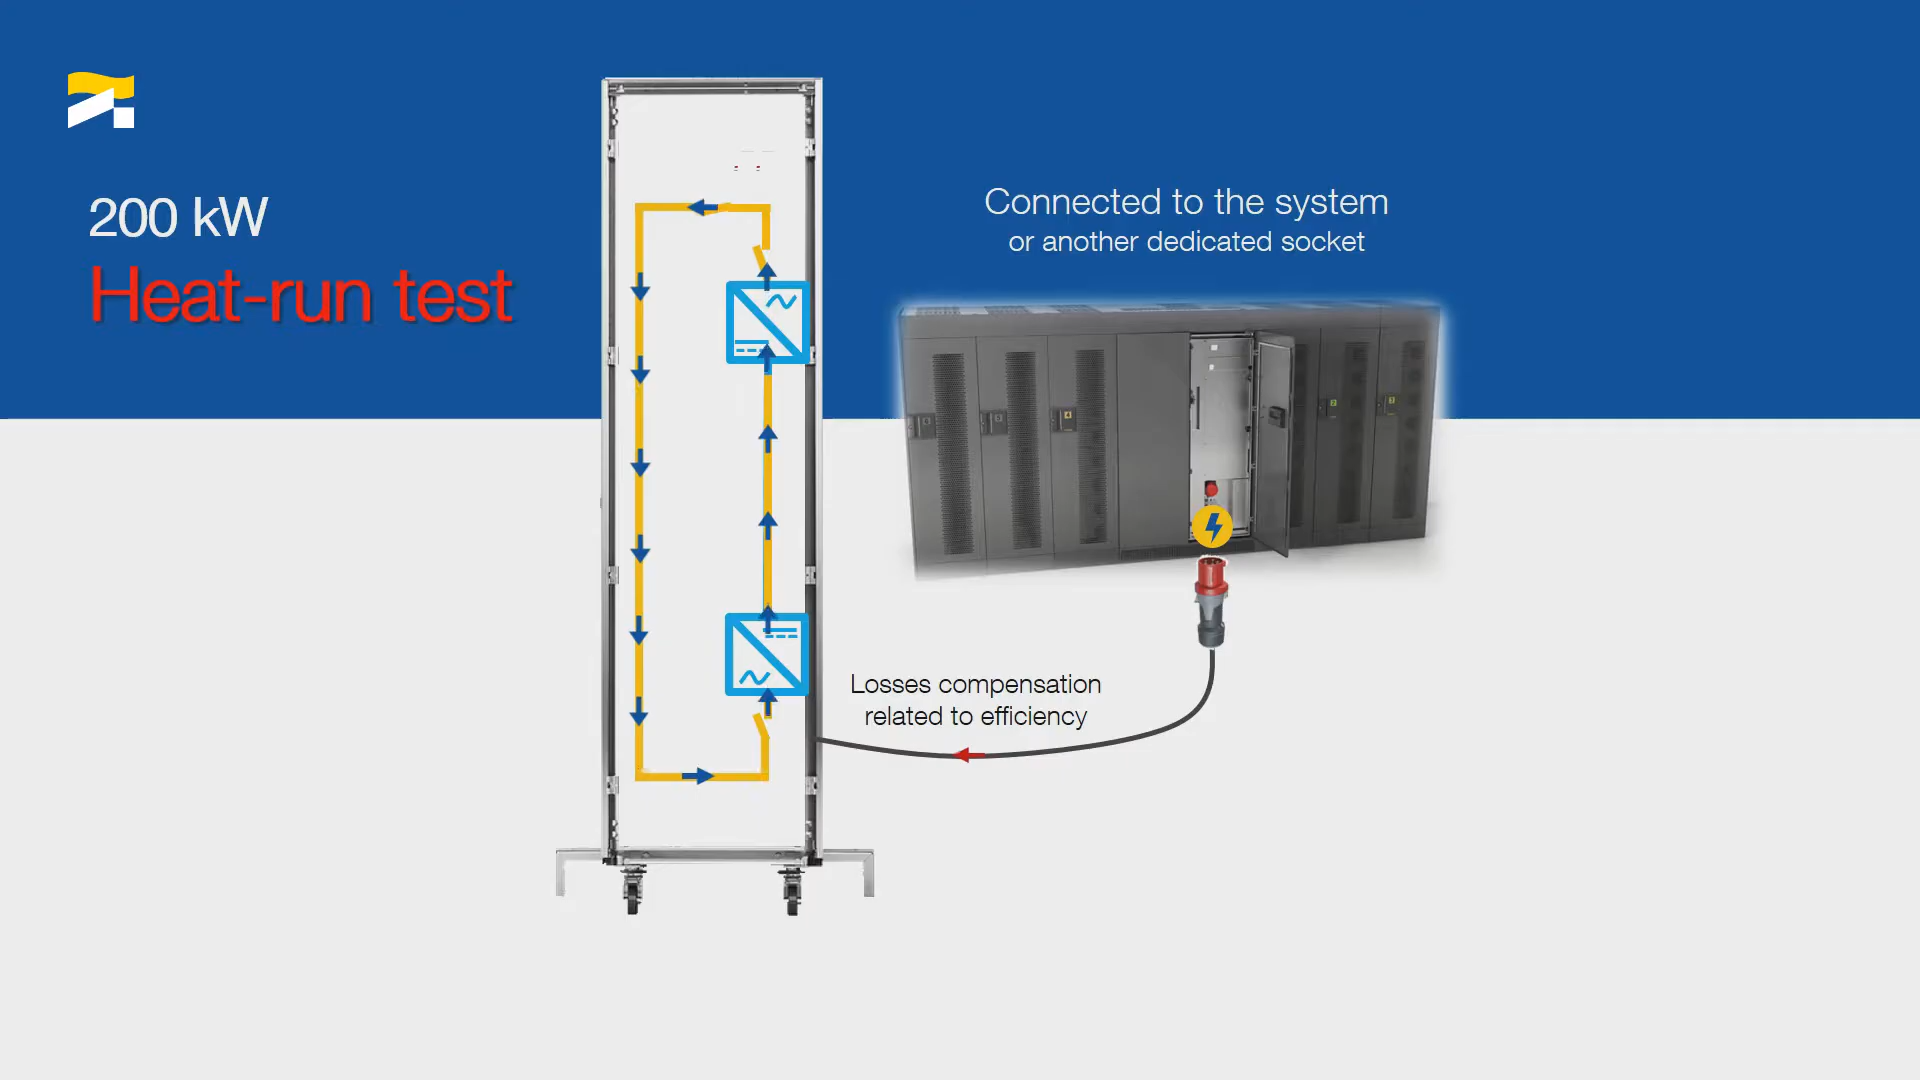 200 kW
Heat-run test
Connected to the system
or another dedicated socket
Losses compensation
related to efficiency